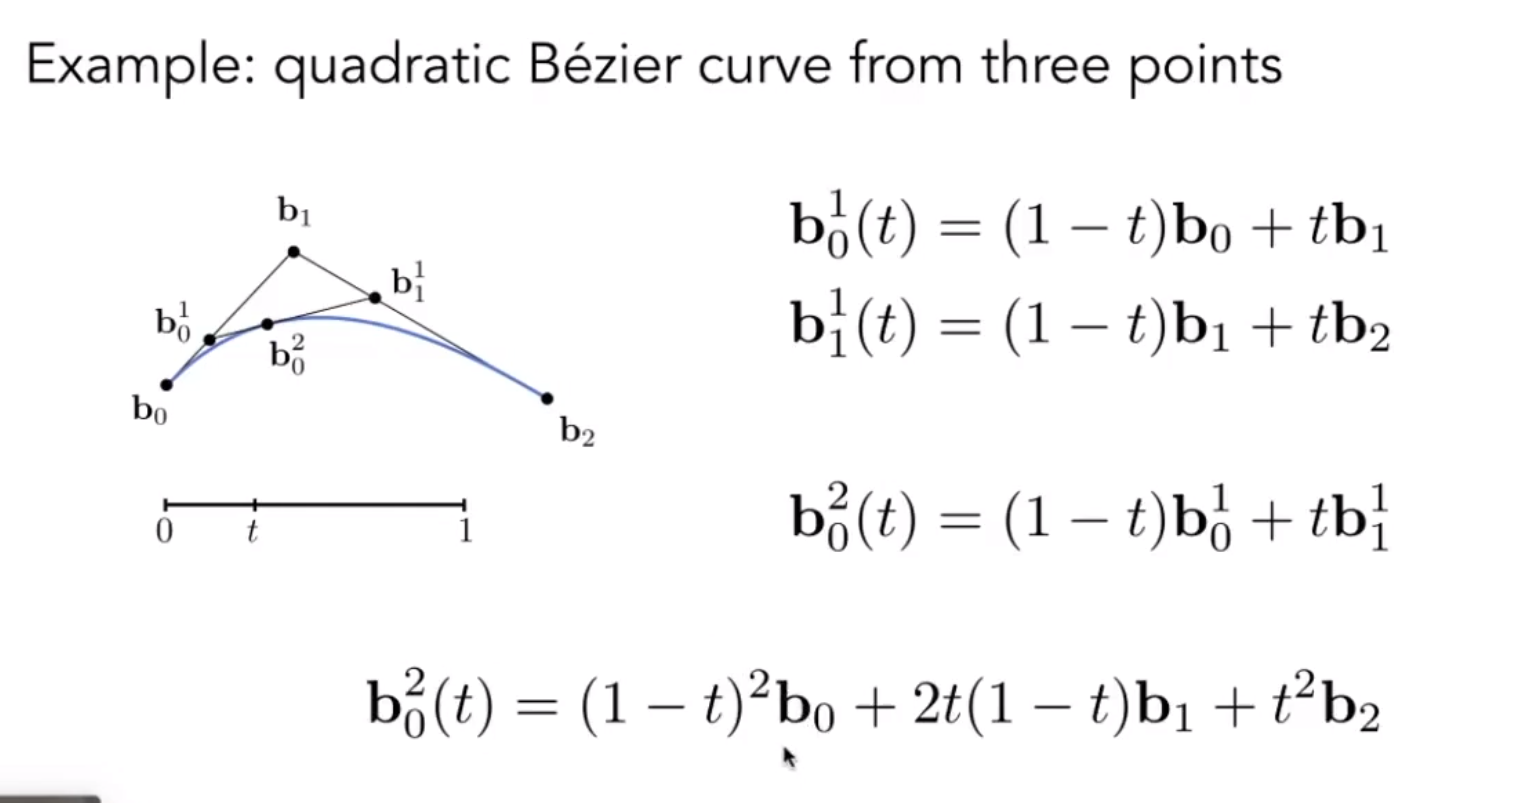 Example: quadratic Bézier curve from three points
b₁
b₁¹
b₀¹
b₀²
b₀
b₂
0 t 1
b₀¹(t) = (1 − t)b₀ + tb₁
b₁¹(t) = (1 − t)b₁ + tb₂
b₀²(t) = (1 − t)b₀¹ + tb₁¹
b₀²(t) = (1 − t)²b₀ + 2t(1 − t)b₁ + t²b₂